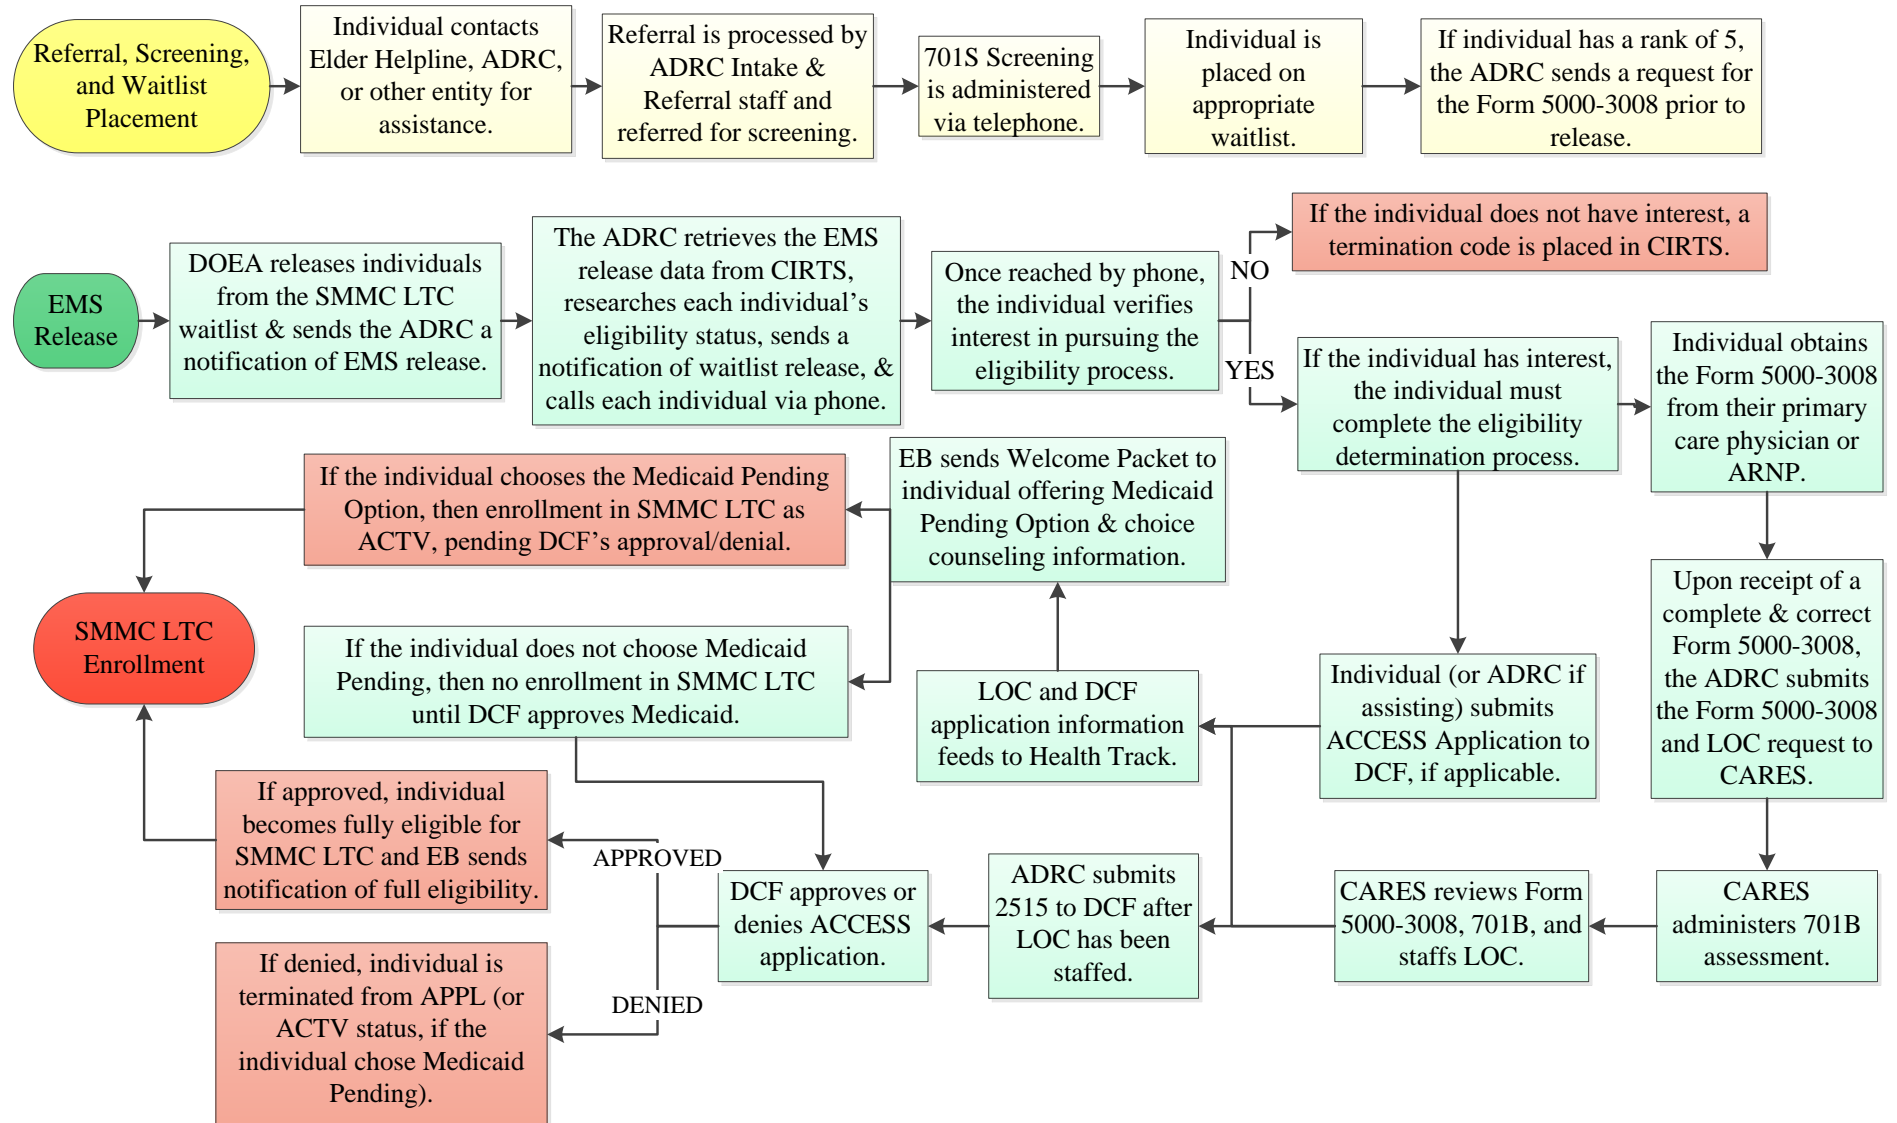 Referral, Screening,
and Waitlist
Placement
Individual contacts
Elder Helpline, ADRC,
or other entity for
assistance.
Referral is processed by
ADRC Intake &
Referral staff and
referred for screening.
701S Screening
is administered
via telephone.
Individual is
placed on
appropriate
waitlist.
If individual has a rank of 5,
the ADRC sends a request for
the Form 5000-3008 prior to
release.
EMS
Release
DOEA releases individuals
from the SMMC LTC
waitlist & sends the ADRC a
notification of EMS release.
The ADRC retrieves the EMS
release data from CIRTS,
researches each individual’s
eligibility status, sends a
notification of waitlist release, &
calls each individual via phone.
Once reached by phone,
the individual verifies
interest in pursuing the
eligibility process.
NO
If the individual does not have interest, a
termination code is placed in CIRTS.
YES
If the individual has interest,
the individual must
complete the eligibility
determination process.
Individual obtains
the Form 5000-3008
from their primary
care physician or
ARNP.
Upon receipt of a
complete & correct
Form 5000-3008,
the ADRC submits
the Form 5000-3008
and LOC request to
CARES.
CARES
administers 701B
assessment.
CARES reviews Form
5000-3008, 701B, and
staffs LOC.
Individual (or ADRC if
assisting) submits
ACCESS Application to
DCF, if applicable.
LOC and DCF
application information
feeds to Health Track.
EB sends Welcome Packet to
individual offering Medicaid
Pending Option & choice
counseling information.
If the individual chooses the Medicaid Pending
Option, then enrollment in SMMC LTC as
ACTV, pending DCF’s approval/denial.
If the individual does not choose Medicaid
Pending, then no enrollment in SMMC LTC
until DCF approves Medicaid.
SMMC LTC
Enrollment
ADRC submits
2515 to DCF after
LOC has been
staffed.
DCF approves or
denies ACCESS
application.
APPROVED
If approved, individual
becomes fully eligible for
SMMC LTC and EB sends
notification of full eligibility.
DENIED
If denied, individual is
terminated from APPL (or
ACTV status, if the
individual chose Medicaid
Pending).